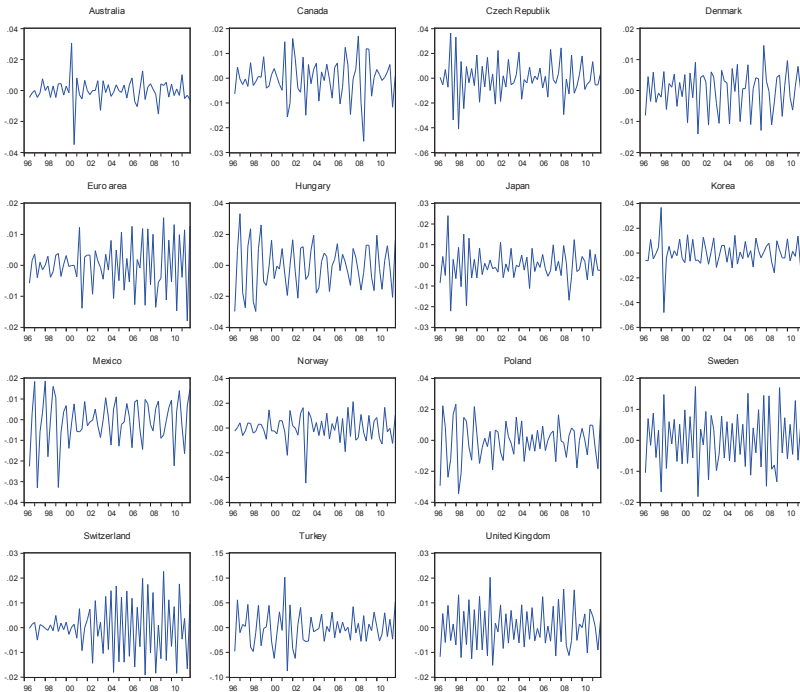 Australia
.04
.02
.00
-.02
-.04
96 98 00 02 04 06 08 10
Canada
.02
.01
.00
-.01
-.02
-.03
96 98 00 02 04 06 08 10
Czech Republik
.04
.02
.00
-.02
-.04
-.06
96 98 00 02 04 06 08 10
Denmark
.02
.01
.00
-.01
-.02
96 98 00 02 04 06 08 10
Euro area
.02
.01
.00
-.01
-.02
96 98 00 02 04 06 08 10
Hungary
.04
.02
.00
-.02
-.04
96 98 00 02 04 06 08 10
Japan
.03
.02
.01
.00
-.01
-.02
-.03
96 98 00 02 04 06 08 10
Korea
.04
.02
.00
-.02
-.04
-.06
96 98 00 02 04 06 08 10
Mexico
.02
.01
.00
-.01
-.02
-.03
-.04
96 98 00 02 04 06 08 10
Norway
.04
.02
.00
-.02
-.04
-.06
96 98 00 02 04 06 08 10
Poland
.04
.02
.00
-.02
-.04
96 98 00 02 04 06 08 10
Sweden
.02
.01
.00
-.01
-.02
96 98 00 02 04 06 08 10
Switzerland
.03
.02
.01
.00
-.01
-.02
96 98 00 02 04 06 08 10
Turkey
.15
.10
.05
.00
-.05
-.10
96 98 00 02 04 06 08 10
United Kingdom
.03
.02
.01
.00
-.01
-.02
96 98 00 02 04 06 08 10